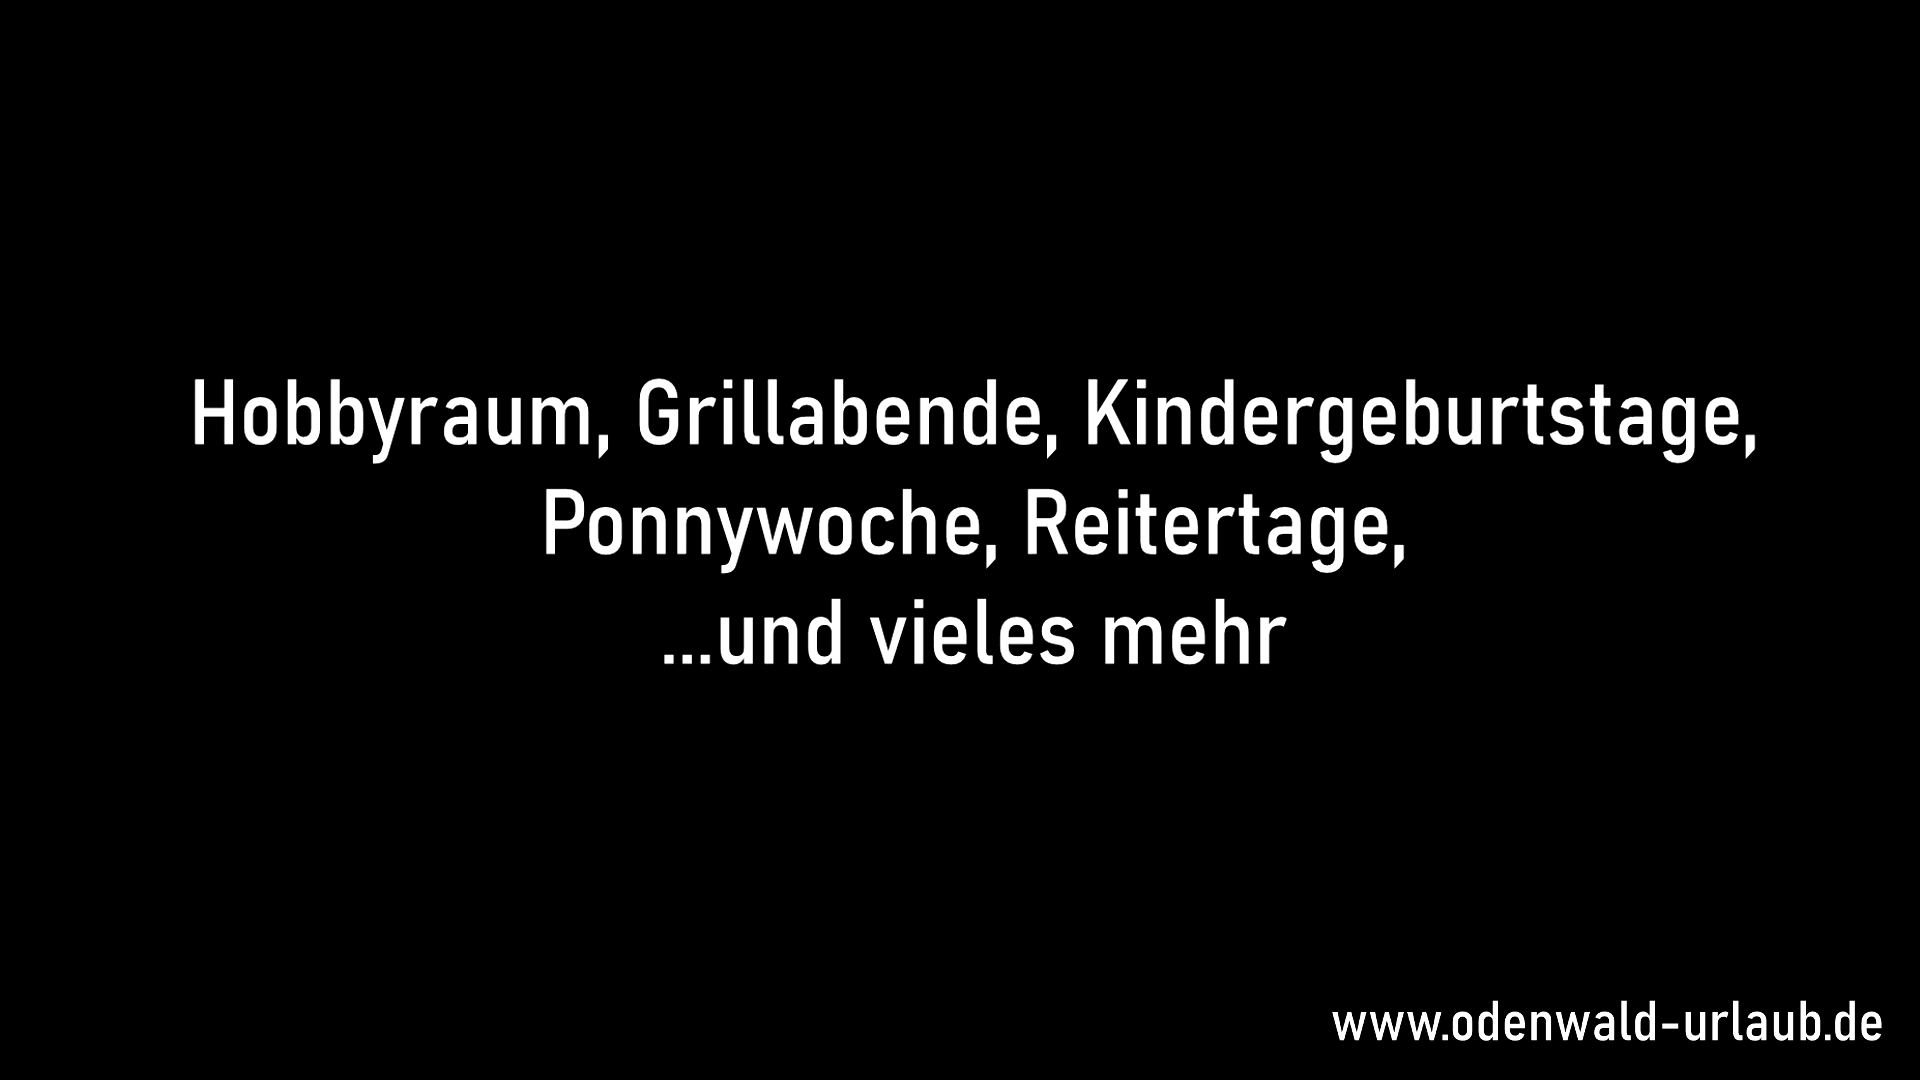 Hobbyraum, Grillabende, Kindergeburtstage,
Ponnywoche, Reitertage,
...und vieles mehr
www.odenwald-urlaub.de